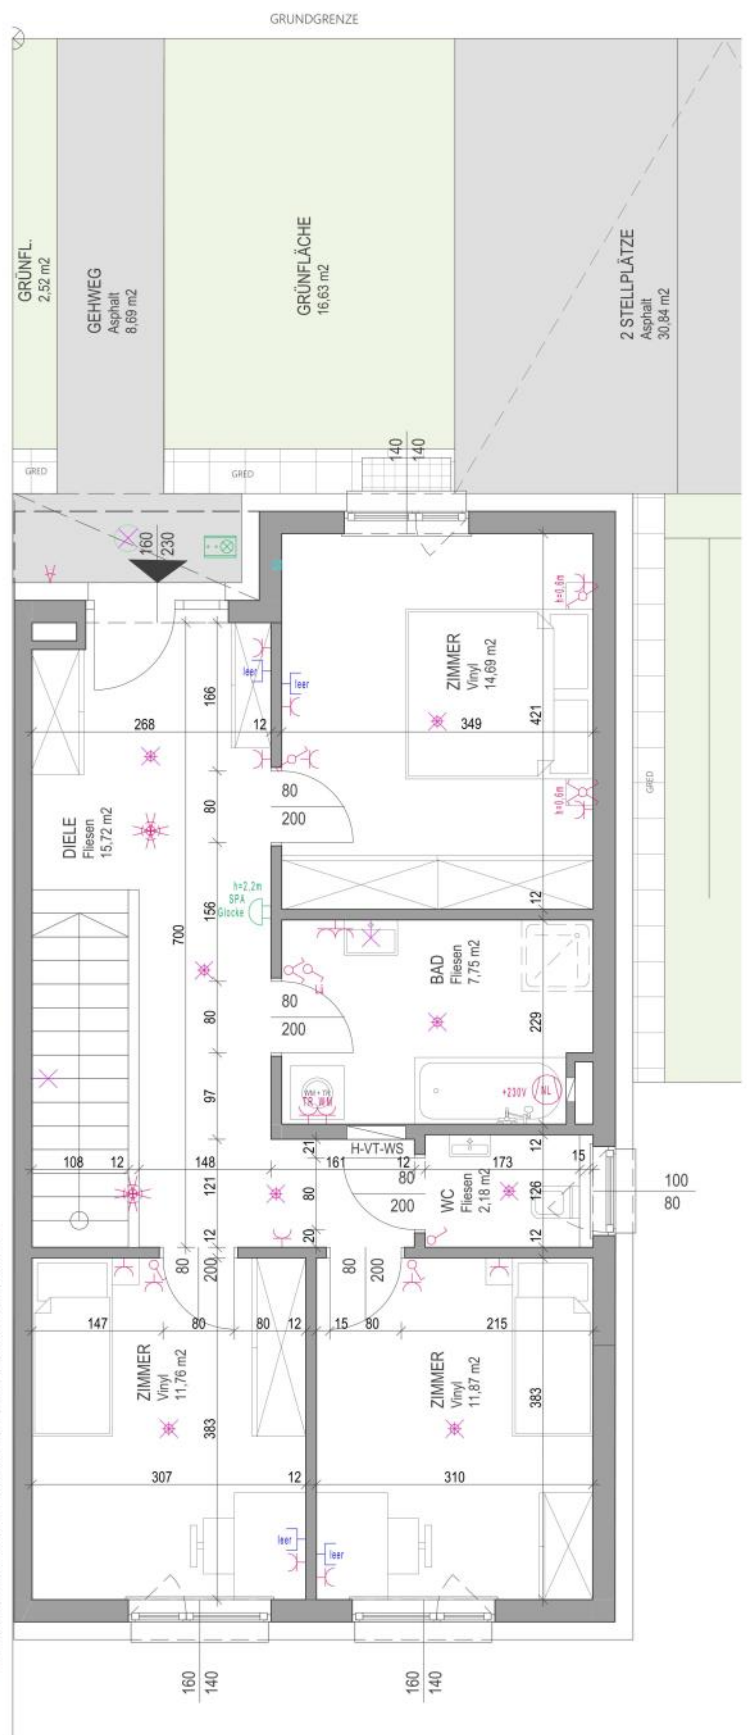 GRUNDGRENZE
GRÜNFL.
2,52 m2
GEHWEG
Asphalt
8,69 m2
GRÜNFLÄCHE
16,63 m2
2 STELLPLÄTZE
Asphalt
30,84 m2
GRED
GRED
140
140
160
230
h=0,6m
ZIMMER
Vinyl
14,69 m2
leer
leer
166
268
12
349
421
80
80
200
h=0,6m
GRED
DIELE
Fliesen
15,72 m2
12
h=2,2m
SPA
Glocke
156
700
BAD
Fliesen
7,75 m2
80
80
200
229
97
WM + TR
TR WM
+230V
NL
H-VT-WS
21
12
108
12
148
161
12
173
15
80
200
121
80
WC
Fliesen
2,18 m2
126
100
80
12
20
12
80
200
80
200
147
80
80
12
15
80
215
ZIMMER
Vinyl
11,76 m2
ZIMMER
Vinyl
11,87 m2
383
383
307
12
310
leer
leer
160
140
160
140